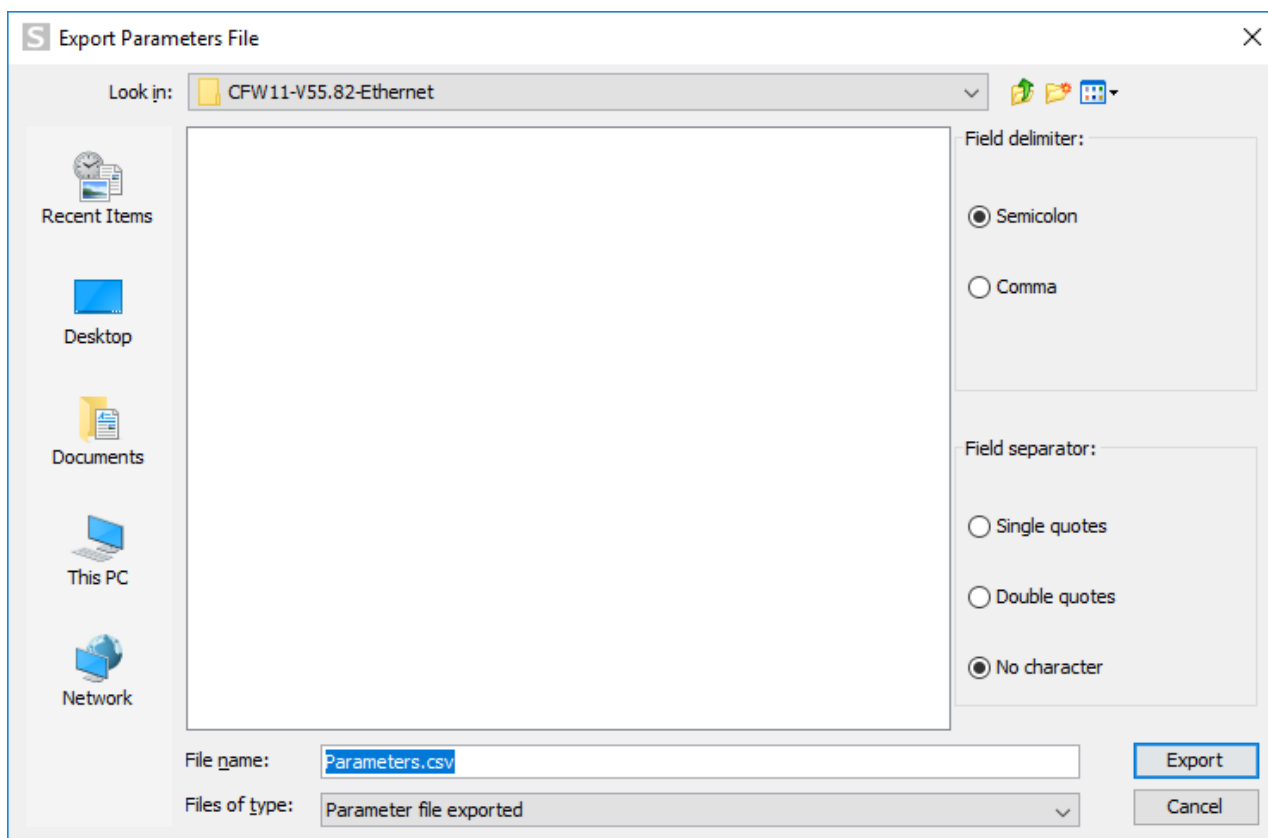 S Export Parameters File
Look in: CFW11-V55.82-Ethernet
Field delimiter:
Recent Items
Semicolon
Comma
Desktop
Documents
Field separator:
Single quotes
This PC
Double quotes
No character
Network
File name: Parameters.csv Export
Files of type: Parameter file exported Cancel